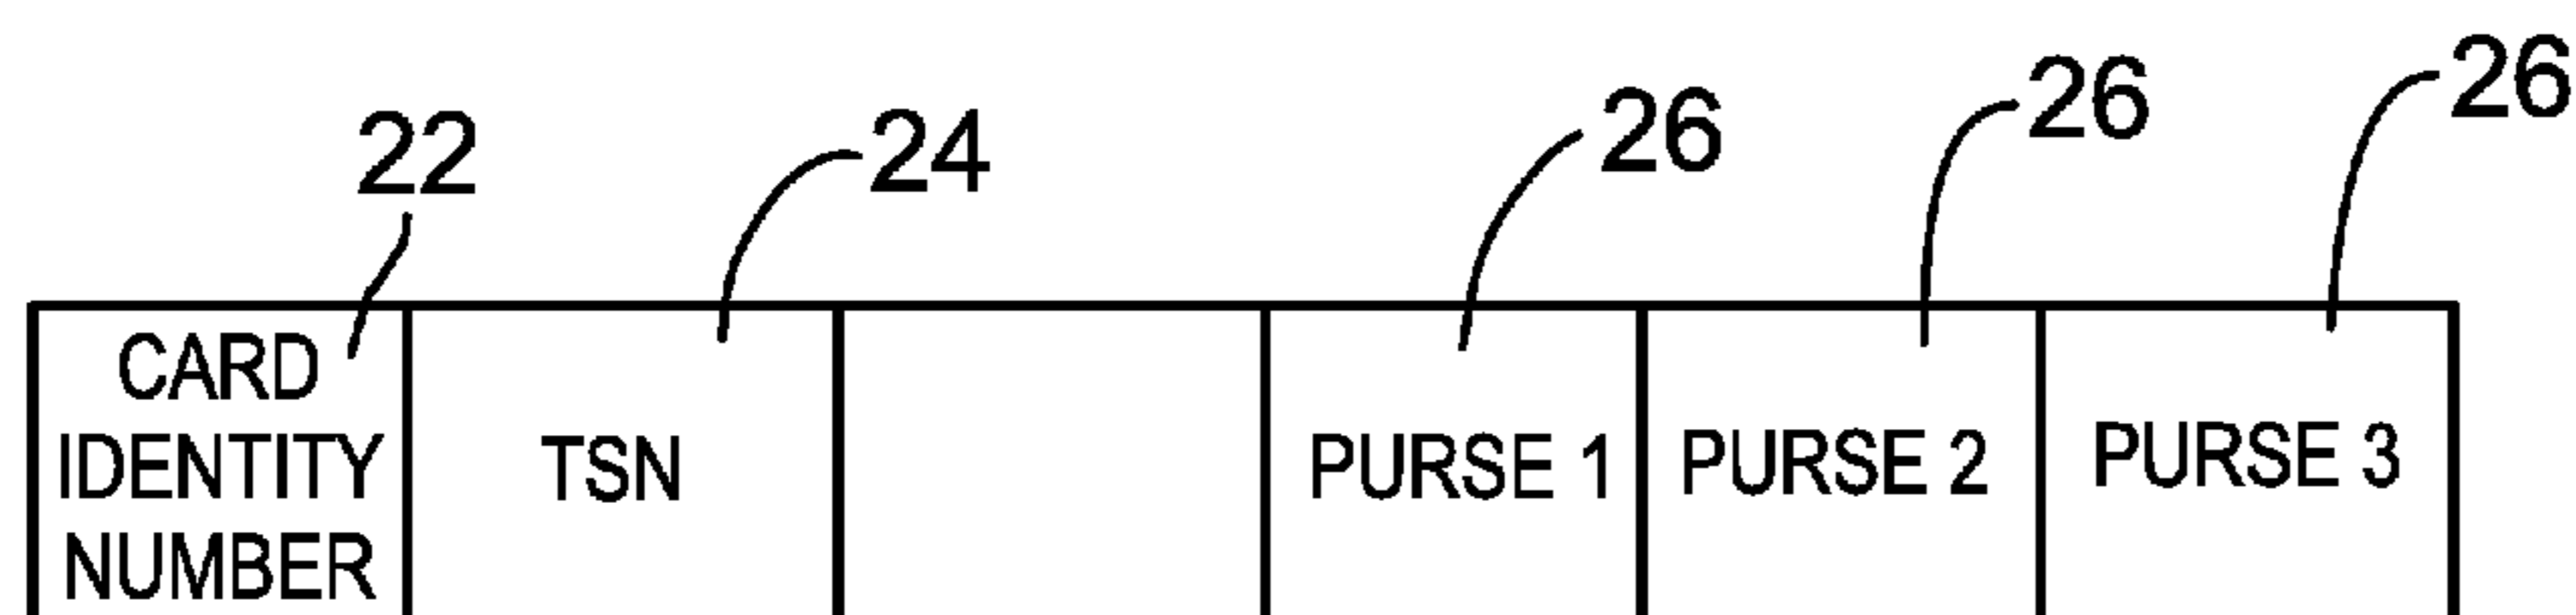 22 24 26 26 26
CARD
IDENTITY
NUMBER
TSN
PURSE 1
PURSE 2
PURSE 3